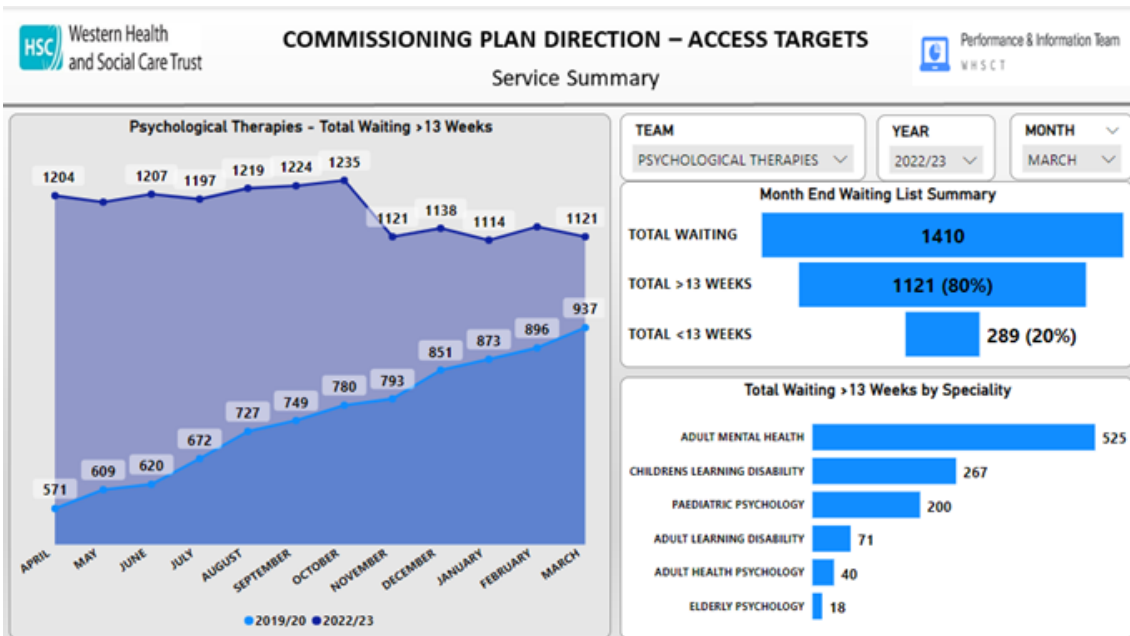 HSC
Western Health
and Social Care Trust
COMMISSIONING PLAN DIRECTION – ACCESS TARGETS
Service Summary
Performance & Information Team
WHSCT
Psychological Therapies - Total Waiting >13 Weeks
1204
1207
1197
1219
1224
1235
1121
1138
1114
1121
571
609
620
672
727
749
780
793
851
873
896
937
APRIL
MAY
JUNE
JULY
AUGUST
SEPTEMBER
OCTOBER
NOVEMBER
DECEMBER
JANUARY
FEBRUARY
MARCH
2019/20 2022/23
TEAM
PSYCHOLOGICAL THERAPIES
YEAR
2022/23
MONTH
MARCH
Month End Waiting List Summary
TOTAL WAITING 1410
TOTAL >13 WEEKS 1121 (80%)
TOTAL <13 WEEKS 289 (20%)
Total Waiting >13 Weeks by Speciality
ADULT MENTAL HEALTH 525
CHILDRENS LEARNING DISABILITY 267
PAEDIATRIC PSYCHOLOGY 200
ADULT LEARNING DISABILITY 71
ADULT HEALTH PSYCHOLOGY 40
ELDERLY PSYCHOLOGY 18